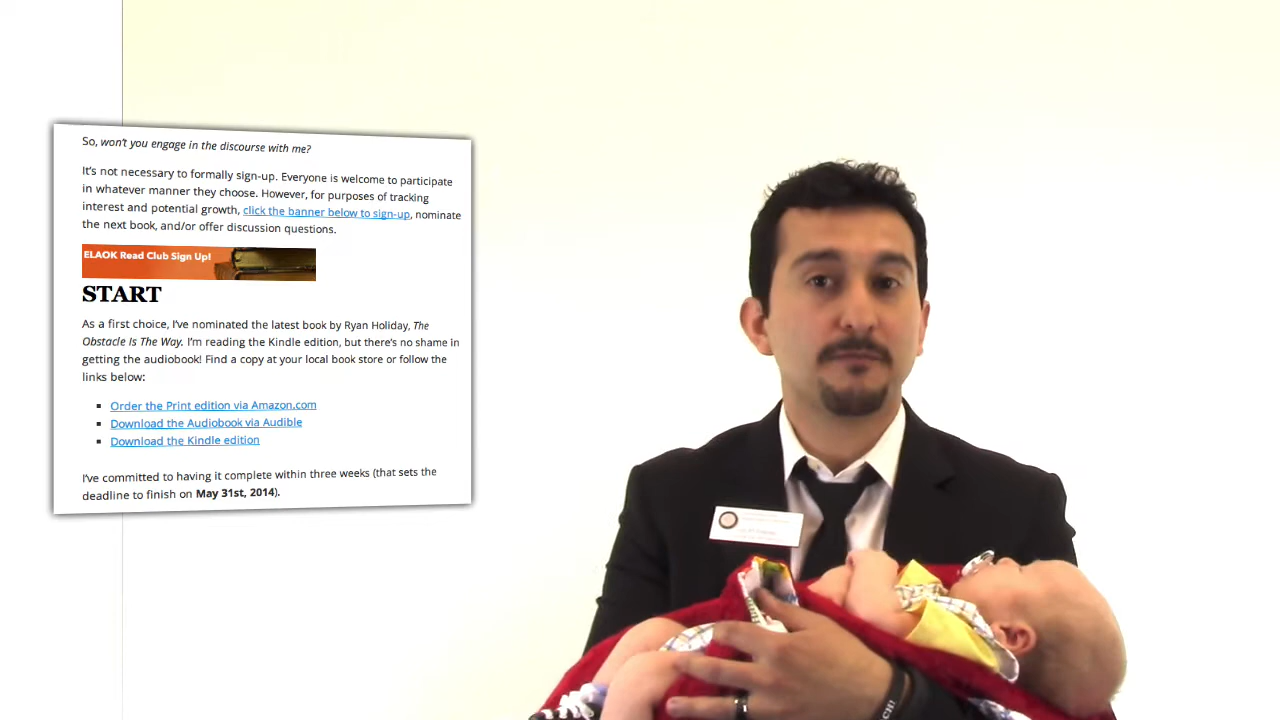 So, won't you engage in the discourse with me?
It's not necessary to formally sign-up. Everyone is welcome to participate
in whatever manner they choose. However, for purposes of tracking
interest and potential growth, click the banner below to sign-up, nominate
the next book, and/or offer discussion questions.
ELAOK Read Club Sign Up!
START
As a first choice, I've nominated the latest book by Ryan Holiday, The
Obstacle Is The Way. I'm reading the Kindle edition, but there's no shame in
getting the audiobook! Find a copy at your local book store or follow the
links below:
Order the Print edition via Amazon.com
Download the Audiobook via Audible
Download the Kindle edition
I've committed to having it complete within three weeks (that sets the
deadline to finish on May 31st, 2014).